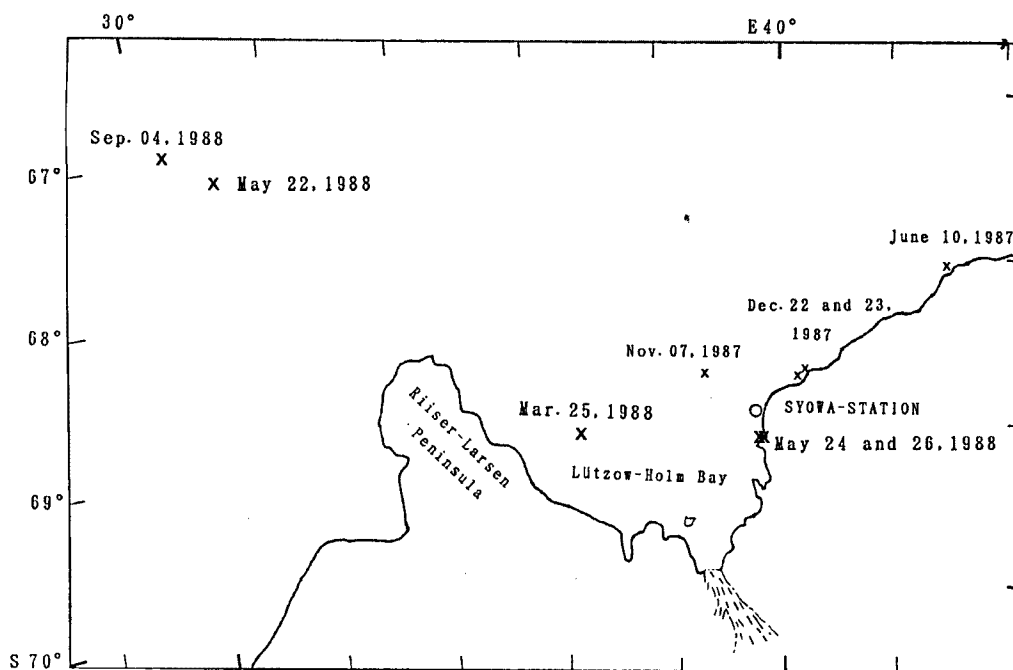 30°
E 40°
Sep. 04, 1988
67°
May 22, 1988
June 10, 1987
Dec. 22 and 23,
1987
68°
Nov. 07, 1987
Riiser-Larsen
Peninsula
Mar. 25, 1988
SYOWA-STATION
May 24 and 26, 1988
Lützow-Holm Bay
69°
S 70°